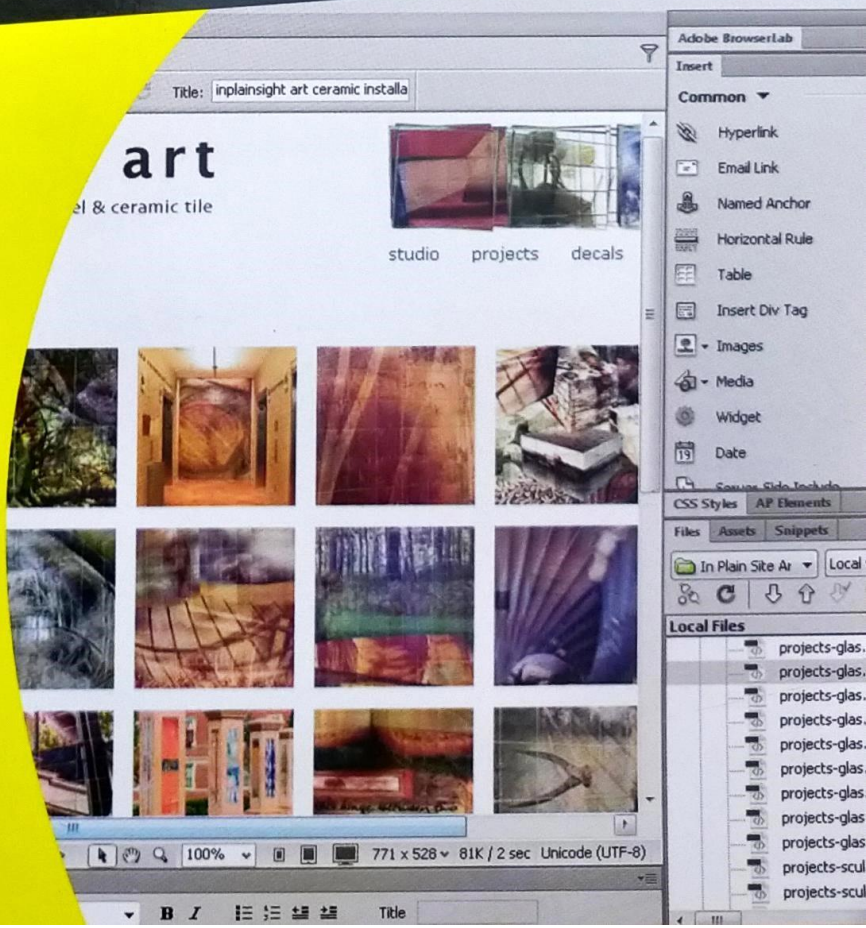 Adobe BrowserLab
Insert
Title: inplainsight art ceramic installa
Common
art
Hyperlink
Email Link
el & ceramic tile
Named Anchor
Horizontal Rule
studio projects decals
Table
Insert Div Tag
Images
Media
Widget
19 Date
Server-Side Include
CSS Styles AP Elements
Files Assets Snippets
In Plain Site Ar Local
Local Files
projects-glas.
projects-glas.
projects-glas.
projects-glas.
projects-glas.
projects-glas.
projects-glas.
projects-glas
projects-glas
projects-scul
projects-scul
100% 771 x 528 81K / 2 sec Unicode (UTF-8)
B I Title